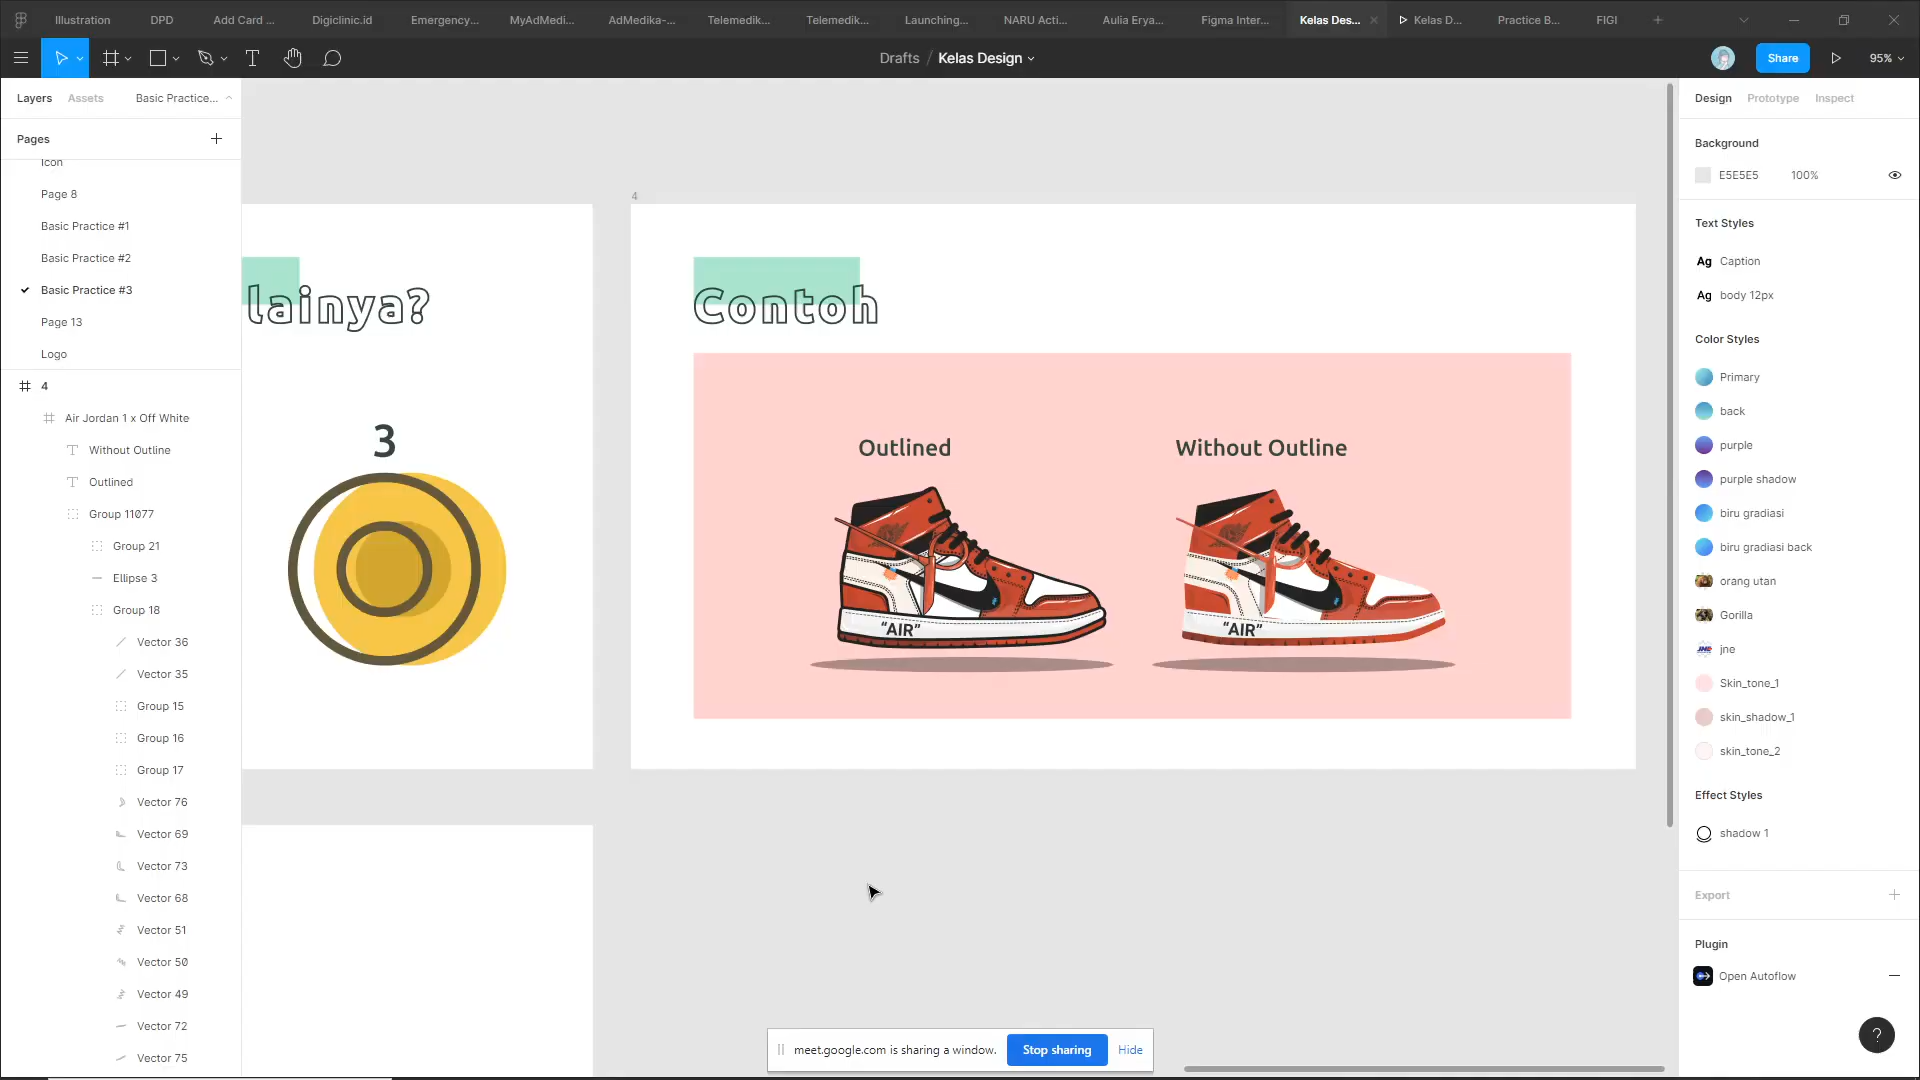 Illustration
DPD
Add Card ...
Digiclinic.id
Emergency...
MyAdMedi...
AdMedika-...
Telemedik...
Telemedik...
Launching...
NARU Acti...
Aulia Erya...
Figma Inter...
Kelas Des...
Kelas D...
Practice B...
FIGI
Drafts / Kelas Design
Share
95%
Layers
Assets
Basic Practice...
Pages
Icon
Page 8
Basic Practice #1
Basic Practice #2
Basic Practice #3
Page 13
Logo
4
Air Jordan 1 x Off White
Without Outline
Outlined
Group 11077
Group 21
Ellipse 3
Group 18
Vector 36
Vector 35
Group 15
Group 16
Group 17
Vector 76
Vector 69
Vector 73
Vector 68
Vector 51
Vector 50
Vector 49
Vector 72
Vector 75
lainya?
3
4
Contoh
Outlined
Without Outline
“AIR”
“AIR”
meet.google.com is sharing a window.
Stop sharing
Hide
Design
Prototype
Inspect
Background
E5E5E5 100%
Text Styles
Ag Caption
Ag body 12px
Color Styles
Primary
back
purple
purple shadow
biru gradiasi
biru gradiasi back
orang utan
Gorilla
JNE jne
Skin_tone_1
skin_shadow_1
skin_tone_2
Effect Styles
shadow 1
Export
Plugin
Open Autoflow
?